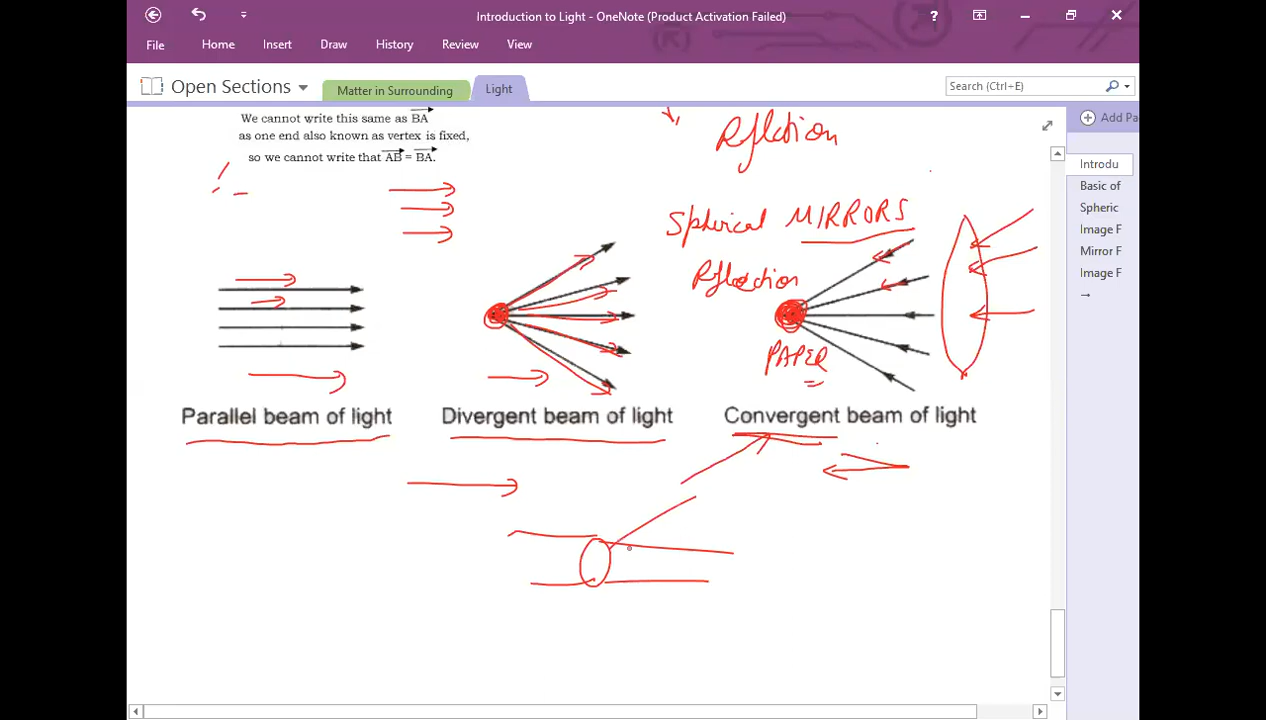 Introduction to Light - OneNote (Product Activation Failed)
?
File Home Insert Draw History Review View
Open Sections Matter in Surrounding Light Search (Ctrl+E)
We cannot write this same as BA
as one end also known as vertex is fixed,
so we cannot write that AB = BA.
Reflection
Spherical MIRRORS
Reflection
PAPER
Parallel beam of light Divergent beam of light Convergent beam of light
Add Pa
Introdu
Basic of
Spheric
Image F
Mirror F
Image F